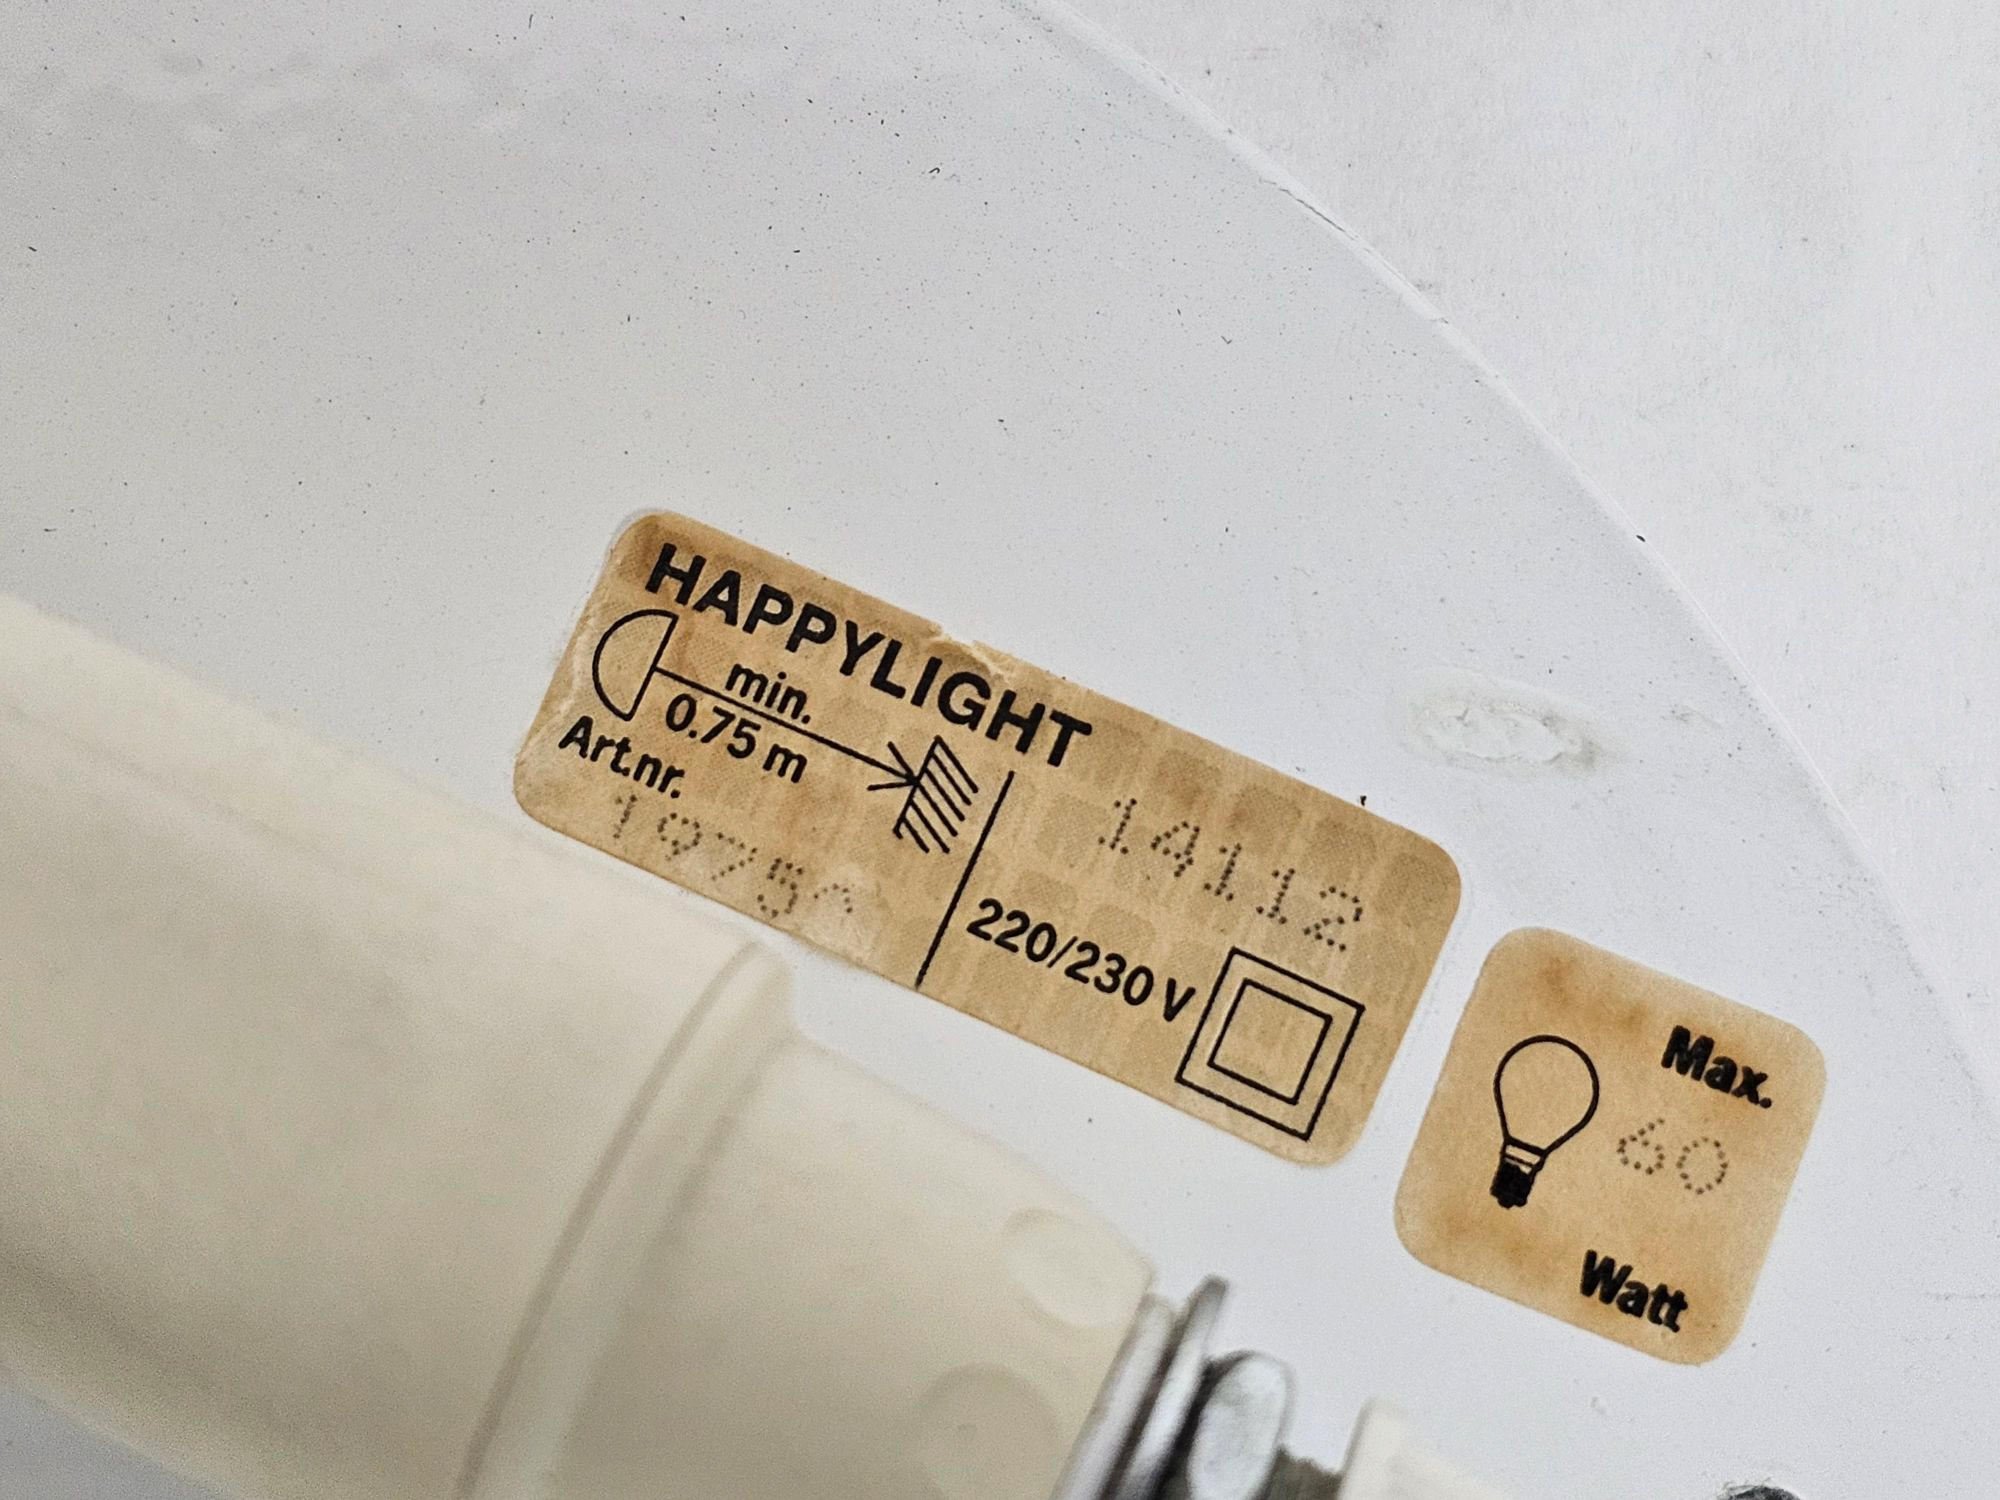 HAPPYLIGHT
min.
0.75 m
Art.nr.
14112
220/230 V
Max.
60
Watt